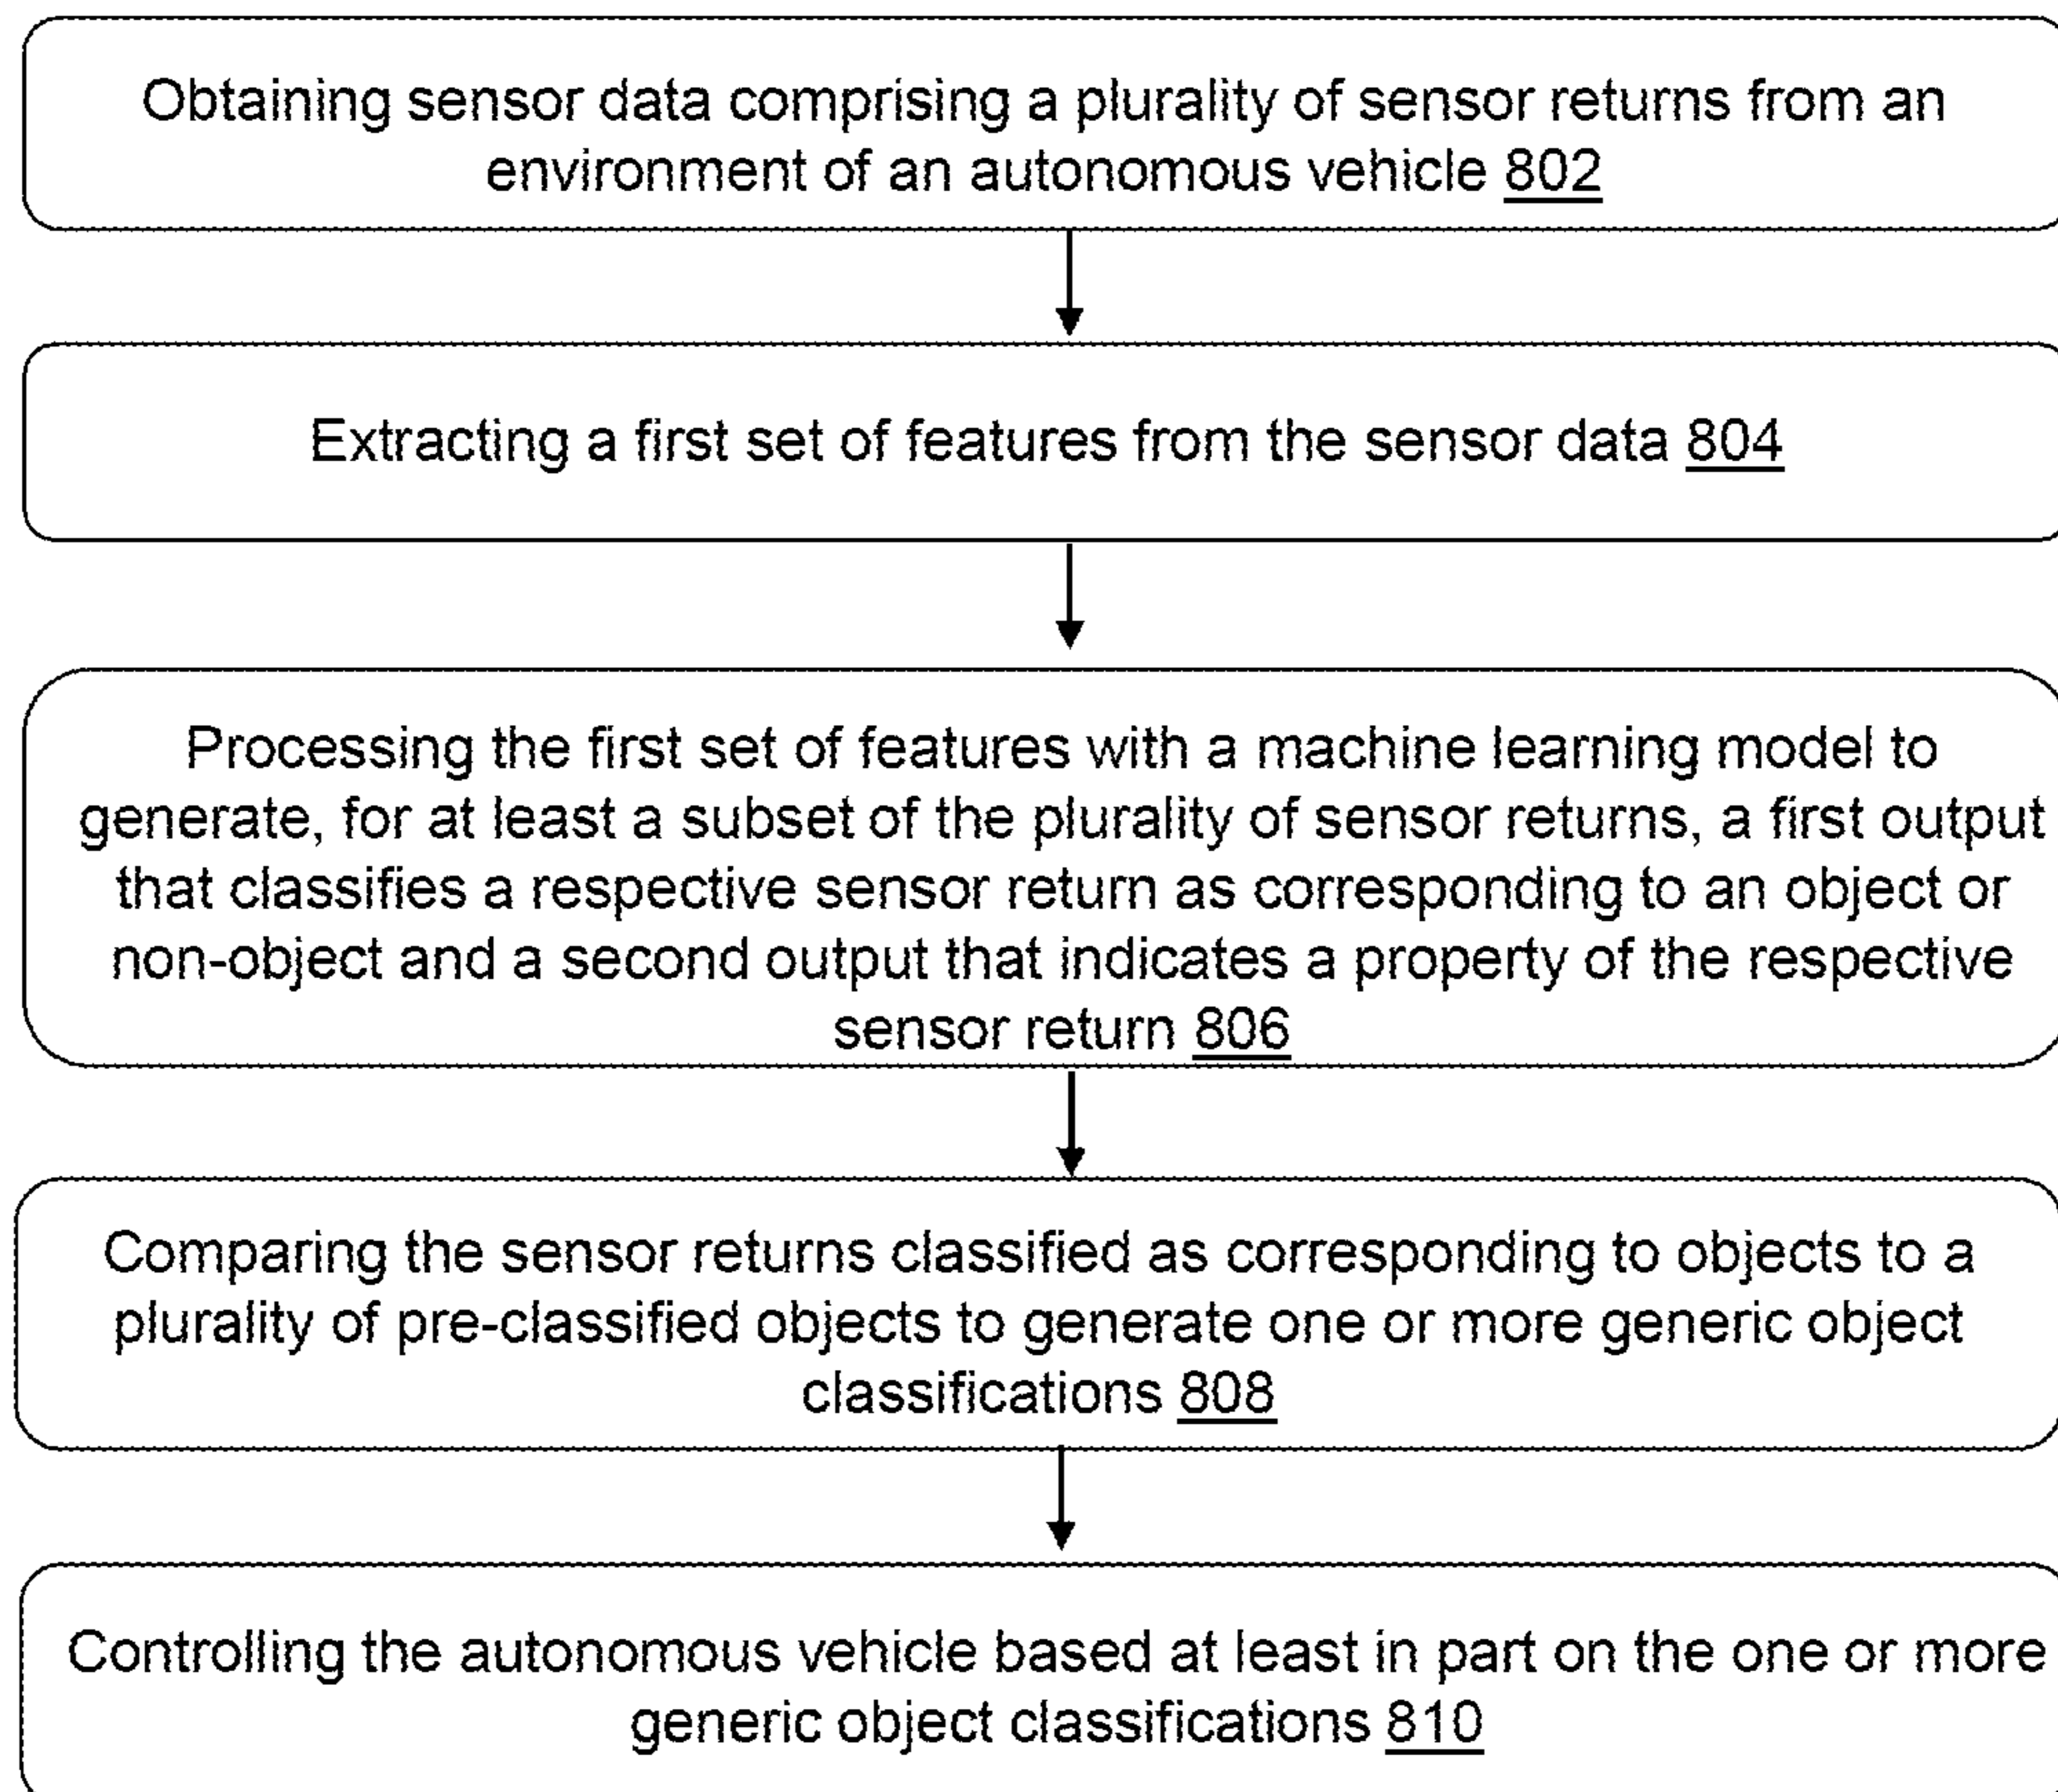 Obtaining sensor data comprising a plurality of sensor returns from an
environment of an autonomous vehicle 802
Extracting a first set of features from the sensor data 804
Processing the first set of features with a machine learning model to
generate, for at least a subset of the plurality of sensor returns, a first output
that classifies a respective sensor return as corresponding to an object or
non-object and a second output that indicates a property of the respective
sensor return 806
Comparing the sensor returns classified as corresponding to objects to a
plurality of pre-classified objects to generate one or more generic object
classifications 808
Controlling the autonomous vehicle based at least in part on the one or more
generic object classifications 810